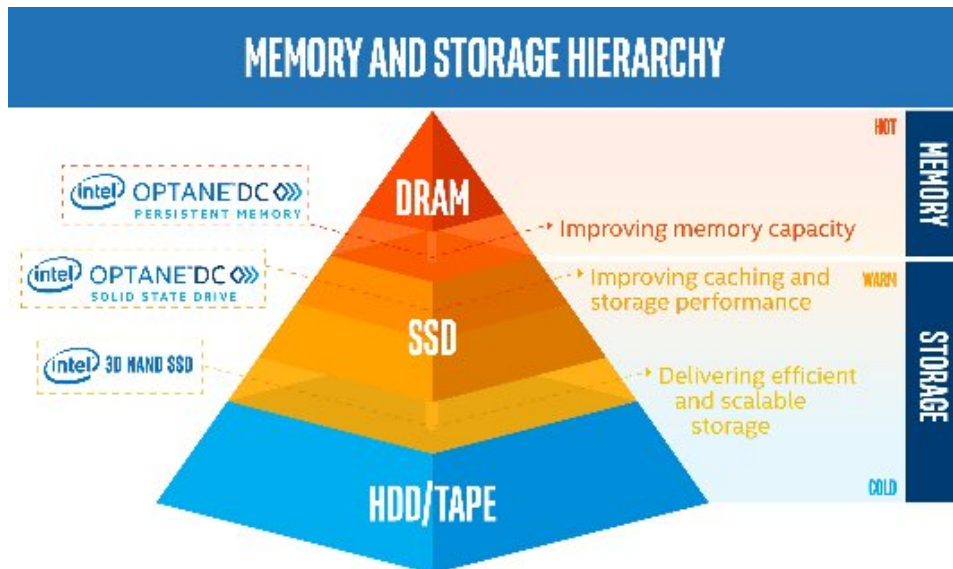 MEMORY AND STORAGE HIERARCHY
HOT
MEMORY
intel OPTANE™ DC
PERSISTENT MEMORY
DRAM
Improving memory capacity
intel OPTANE™ DC
SOLID STATE DRIVE
Improving caching and
storage performance
WARM
SSD
STORAGE
intel 3D NAND SSD
Delivering efficient
and scalable
storage
COLD
HDD/TAPE